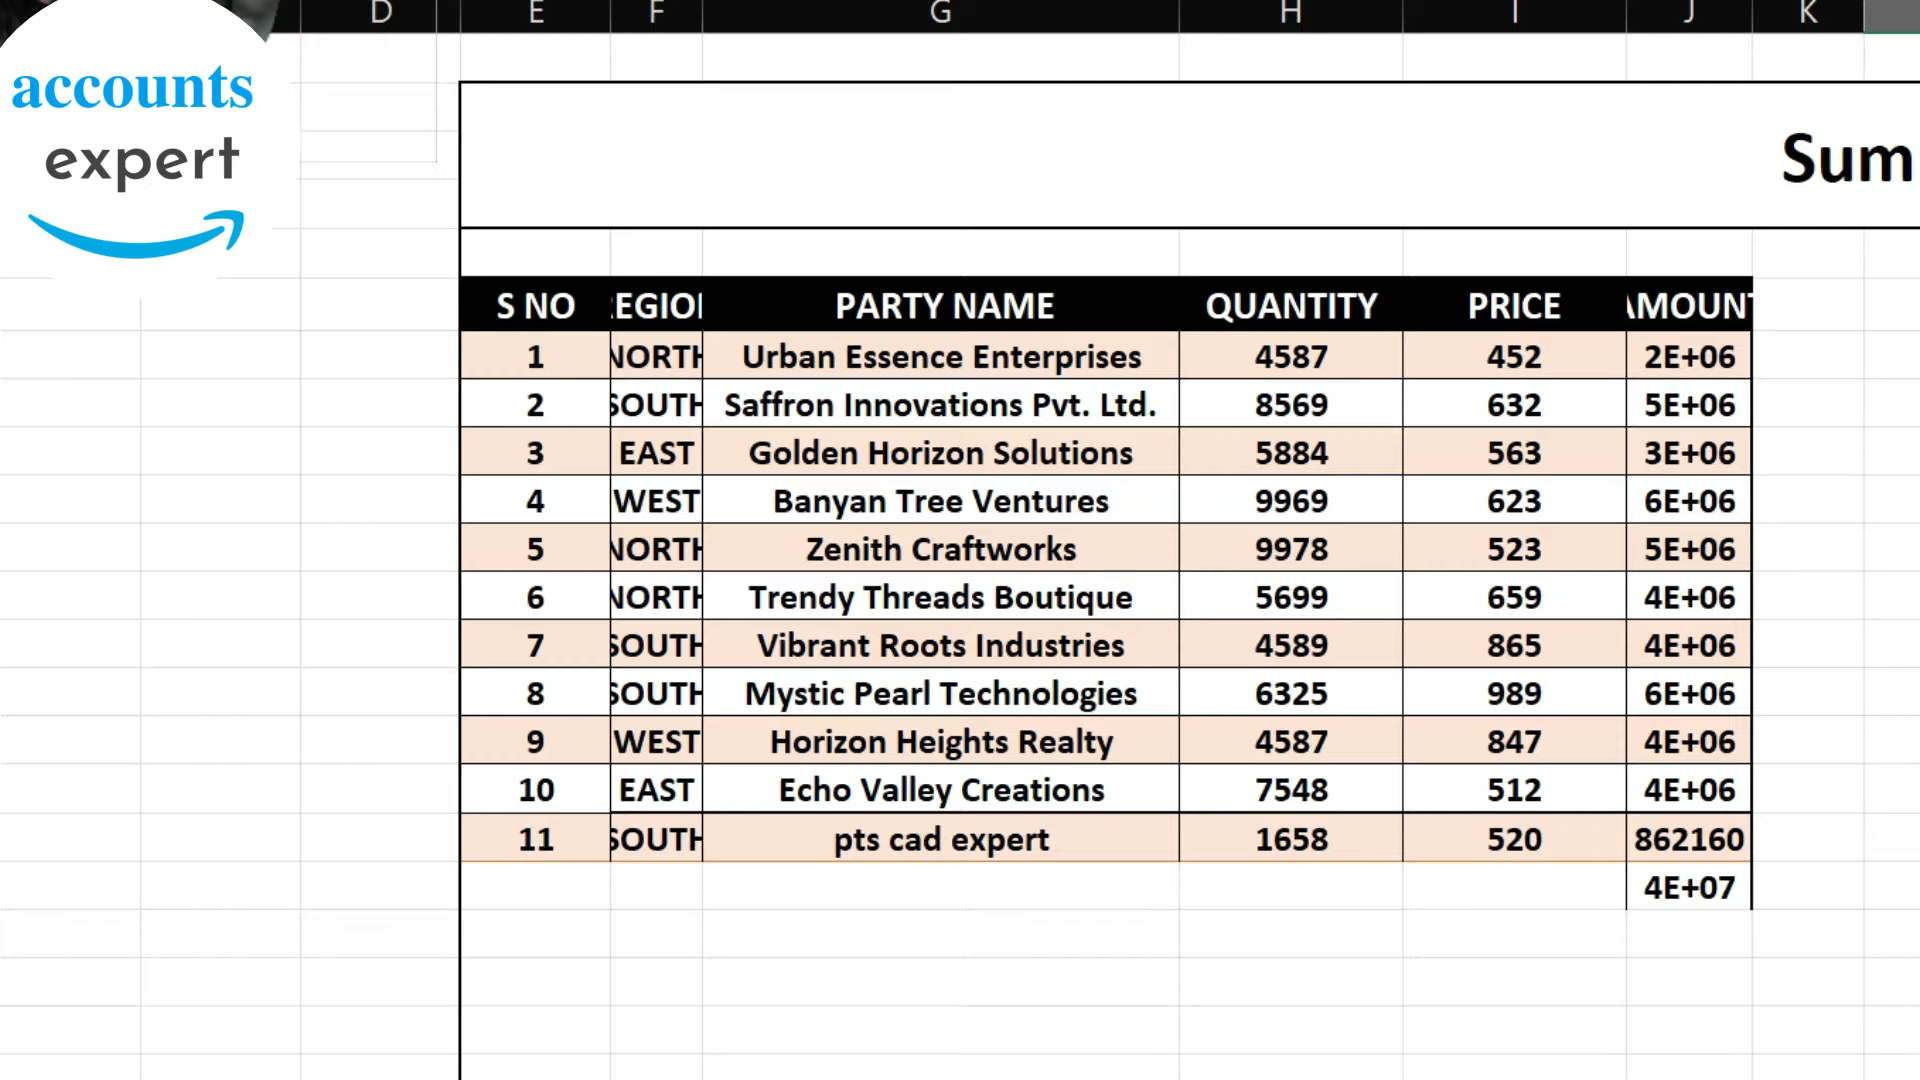 D E F G H I J K
accounts
expert
Sum
S NO REGION PARTY NAME QUANTITY PRICE AMOUNT
1 NORTH Urban Essence Enterprises 4587 452 2E+06
2 SOUTH Saffron Innovations Pvt. Ltd. 8569 632 5E+06
3 EAST Golden Horizon Solutions 5884 563 3E+06
4 WEST Banyan Tree Ventures 9969 623 6E+06
5 NORTH Zenith Craftworks 9978 523 5E+06
6 NORTH Trendy Threads Boutique 5699 659 4E+06
7 SOUTH Vibrant Roots Industries 4589 865 4E+06
8 SOUTH Mystic Pearl Technologies 6325 989 6E+06
9 WEST Horizon Heights Realty 4587 847 4E+06
10 EAST Echo Valley Creations 7548 512 4E+06
11 SOUTH pts cad expert 1658 520 862160
4E+07